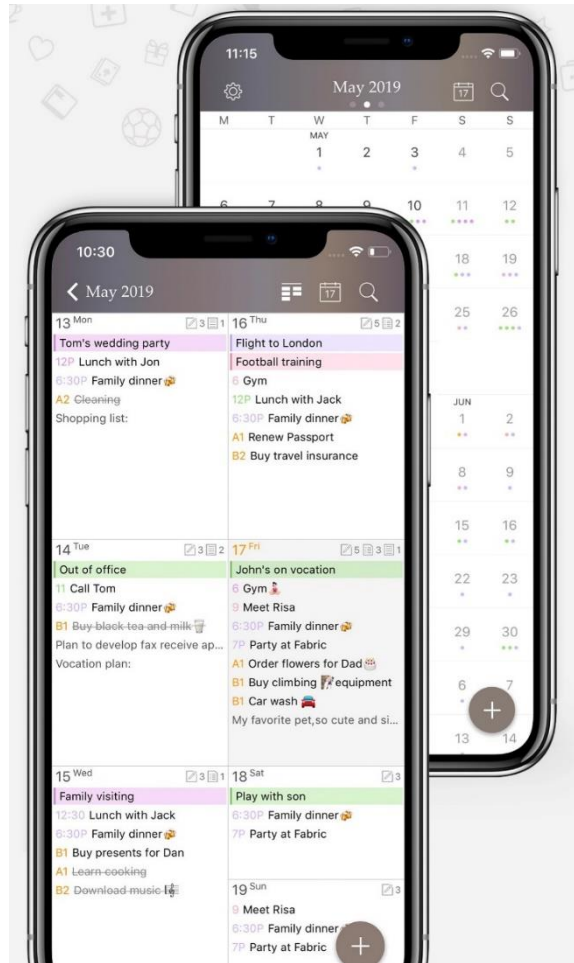 11:15
May 2019
17
M T W T F S S
MAY
1 2 3 4 5
6 7 8 9 10 11 12
18 19
25 26
JUN
1 2
8 9
15 16
22 23
29 30
6 7
+
13 14
10:30
May 2019
17
13 Mon 3 1
Tom's wedding party
12P Lunch with Jon
6:30P Family dinner
A2 Cleaning
Shopping list:
14 Tue 3 2
Out of office
11 Call Tom
6:30P Family dinner
B1 Buy black tea and milk
Plan to develop fax receive ap...
Vocation plan:
15 Wed 3 1
Family visiting
12:30 Lunch with Jack
6:30P Family dinner
B1 Buy presents for Dan
A1 Learn cooking
B2 Download music
16 Thu 5 2
Flight to London
Football training
6 Gym
12P Lunch with Jack
6:30P Family dinner
A1 Renew Passport
B2 Buy travel insurance
17 Fri 5 3 1
John's on vocation
6 Gym
9 Meet Risa
6:30P Family dinner
7P Party at Fabric
A1 Order flowers for Dad
B1 Buy climbing equipment
B1 Car wash
My favorite pet,so cute and si...
18 Sat 3
Play with son
6:30P Family dinner
7P Party at Fabric
19 Sun 3
9 Meet Risa
6:30P Family dinner
7P Party at Fabric
+